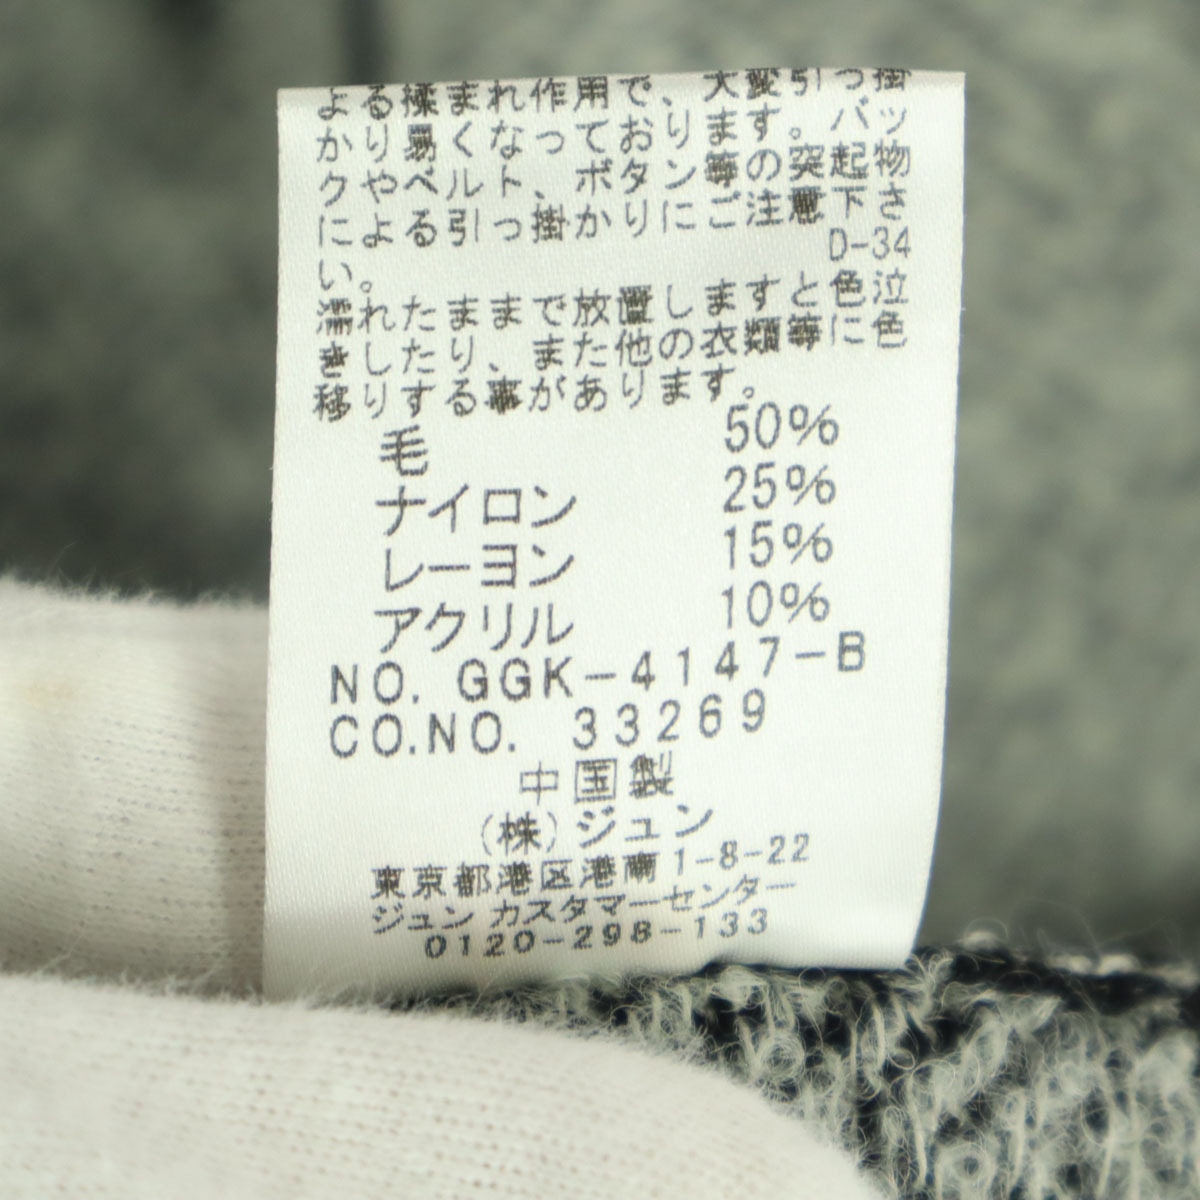 よる揉まれ作用で、大変引っ掛
かり易くなっております。バッ
クやベルト、ボタン等の突起物
による引っ掛かりにご注意下さ
い。 D-34
濡れたままで放置しますと色泣
きしたり、また他の衣類等に色
移りする事があります。
毛 50%
ナイロン 25%
レーヨン 15%
アクリル 10%
NO. GGK-4147-B
CO.NO. 33269
中国製
(株)ジュン
東京都港区港南1-8-22
ジュン カスタマーセンター
0120-298-133